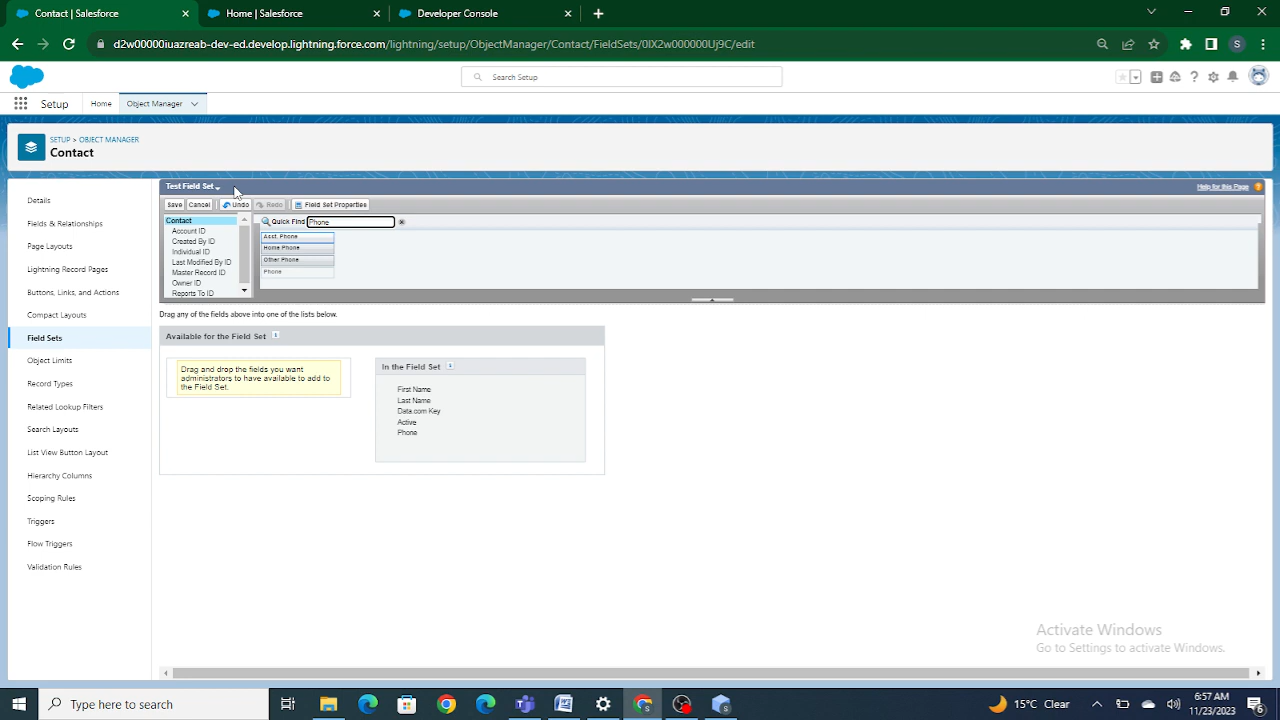 Contact | Salesforce
Home | Salesforce
Developer Console
d2w00000iuazreab-dev-ed.develop.lightning.force.com/lightning/setup/ObjectManager/Contact/FieldSets/0IX2w000000Uj9C/edit
S
Search Setup
Setup
Home
Object Manager
SETUP > OBJECT MANAGER
Contact
Details
Fields & Relationships
Page Layouts
Lightning Record Pages
Buttons, Links, and Actions
Compact Layouts
Field Sets
Object Limits
Record Types
Related Lookup Filters
Search Layouts
List View Button Layout
Hierarchy Columns
Scoping Rules
Triggers
Flow Triggers
Validation Rules
Test Field Set
Help for this Page
Save
Cancel
Undo
Redo
Field Set Properties
Contact
Account ID
Created By ID
Individual ID
Last Modified By ID
Master Record ID
Owner ID
Reports To ID
Quick Find
Phone
Asst. Phone
Home Phone
Other Phone
Phone
Drag any of the fields above into one of the lists below.
Available for the Field Set
Drag and drop the fields you want
administrators to have available to add to
the Field Set.
In the Field Set
First Name
Last Name
Data.com Key
Active
Phone
Activate Windows
Go to Settings to activate Windows.
Type here to search
15°C Clear
6:57 AM
11/23/2023
6